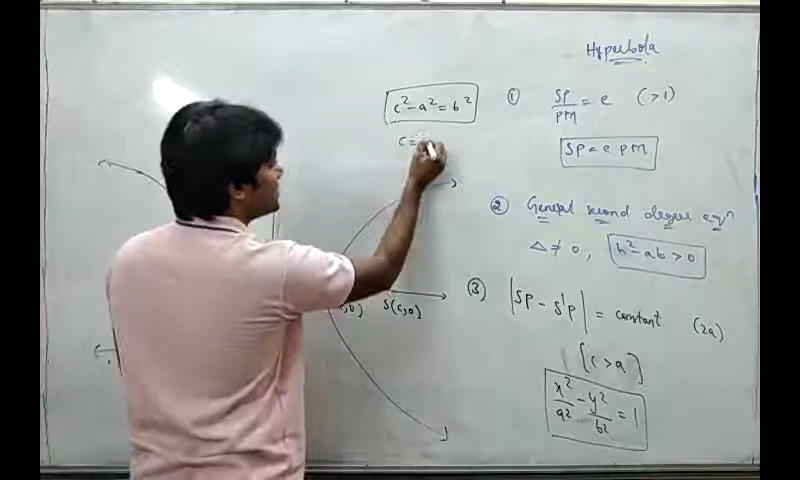 Hyperbola
① SP/PM = e (>1)
SP = e PM
② General second degree eqn
Δ ≠ 0, h² - ab > 0
③ |SP - S'P| = constant (2a)
[c > a]
x²/a² - y²/b² = 1
c² - a² = b²
c =
S(c,0)
,0)